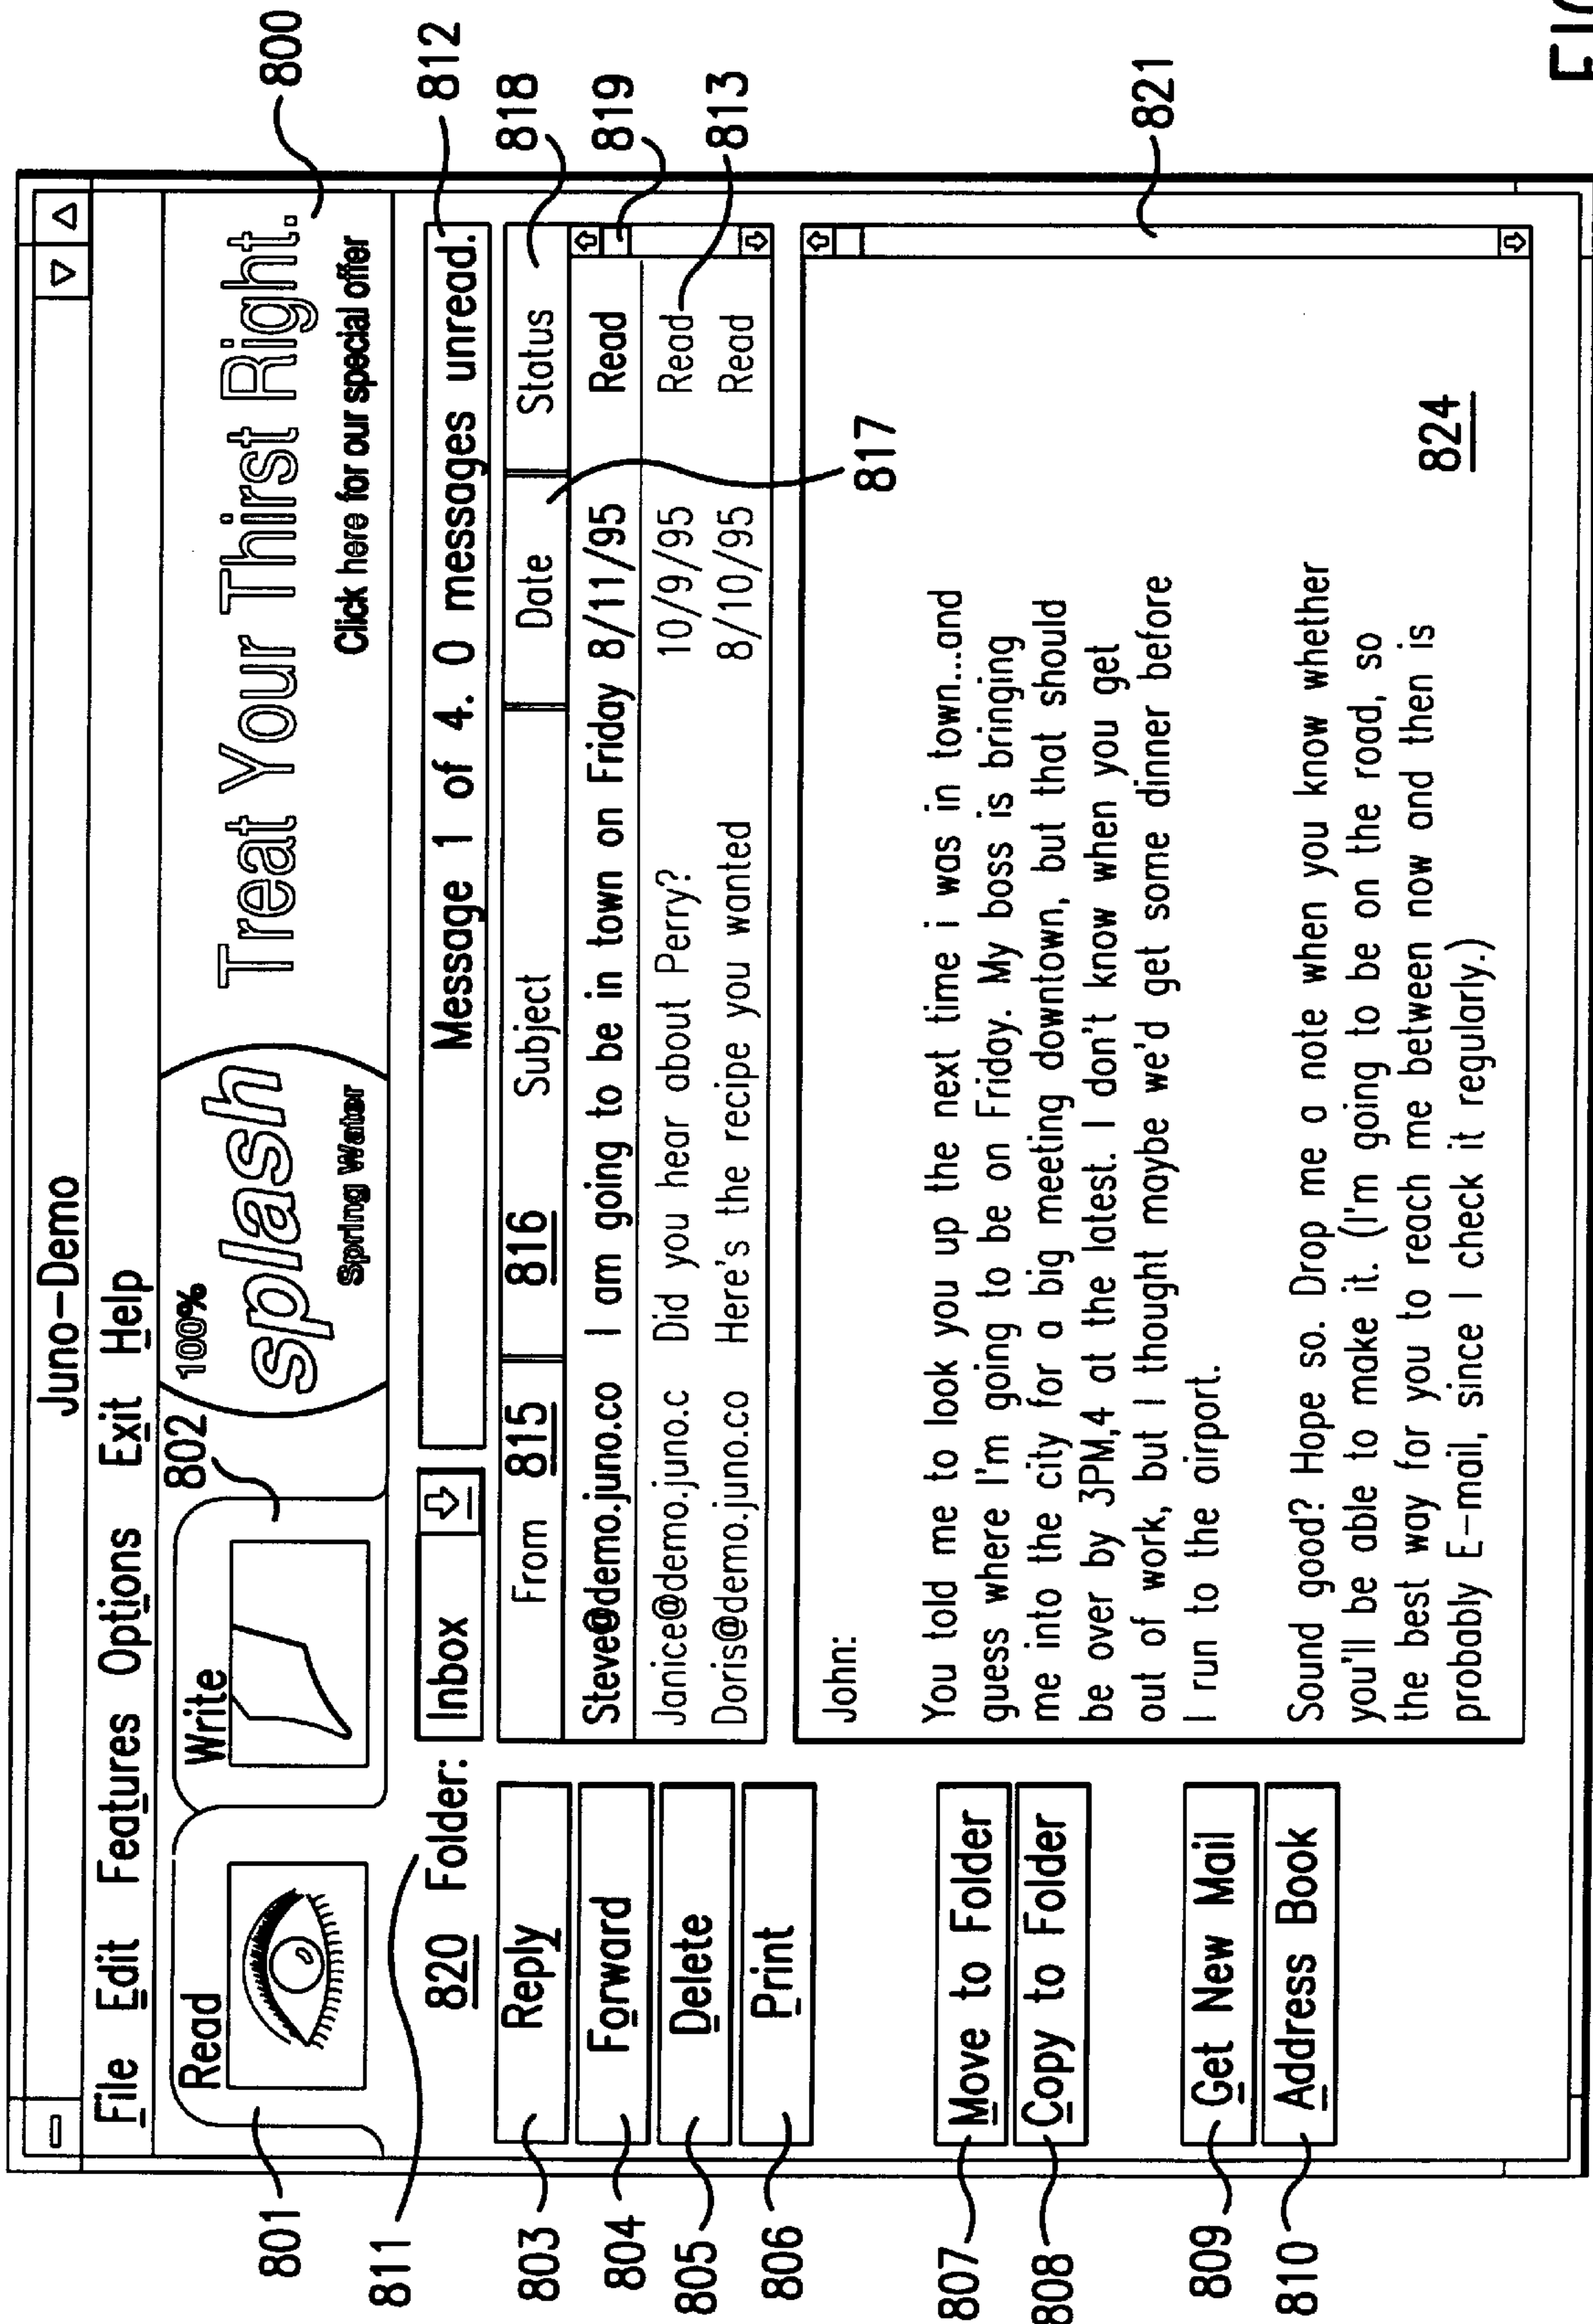 Juno-Demo
File Edit Features Options Exit Help
Read
Write
802
100%
splash
Spring Water
Treat Your Thirst Right.
Click here for our special offer
800
801
811
820 Folder: Inbox
Message 1 of 4. 0 messages unread.
812
From 815 816 Subject Date Status
818
Steve@demo.juno.co I am going to be in town on Friday 8/11/95 Read
819
Janice@demo.juno.c Did you hear about Perry? 10/9/95 Read
813
Doris@demo.juno.co Here's the recipe you wanted 8/10/95 Read
803 Reply
804 Forward
805 Delete
806 Print
807 Move to Folder
808 Copy to Folder
809 Get New Mail
810 Address Book
817
821
John:
You told me to look you up the next time i was in town...and
guess where I'm going to be on Friday. My boss is bringing
me into the city for a big meeting downtown, but that should
be over by 3PM,4 at the latest. I don't know when you get
out of work, but I thought maybe we'd get some dinner before
I run to the airport.
Sound good? Hope so. Drop me a note when you know whether
you'll be able to make it. (I'm going to be on the road, so
the best way for you to reach me between now and then is
probably E-mail, since I check it regularly.)
824